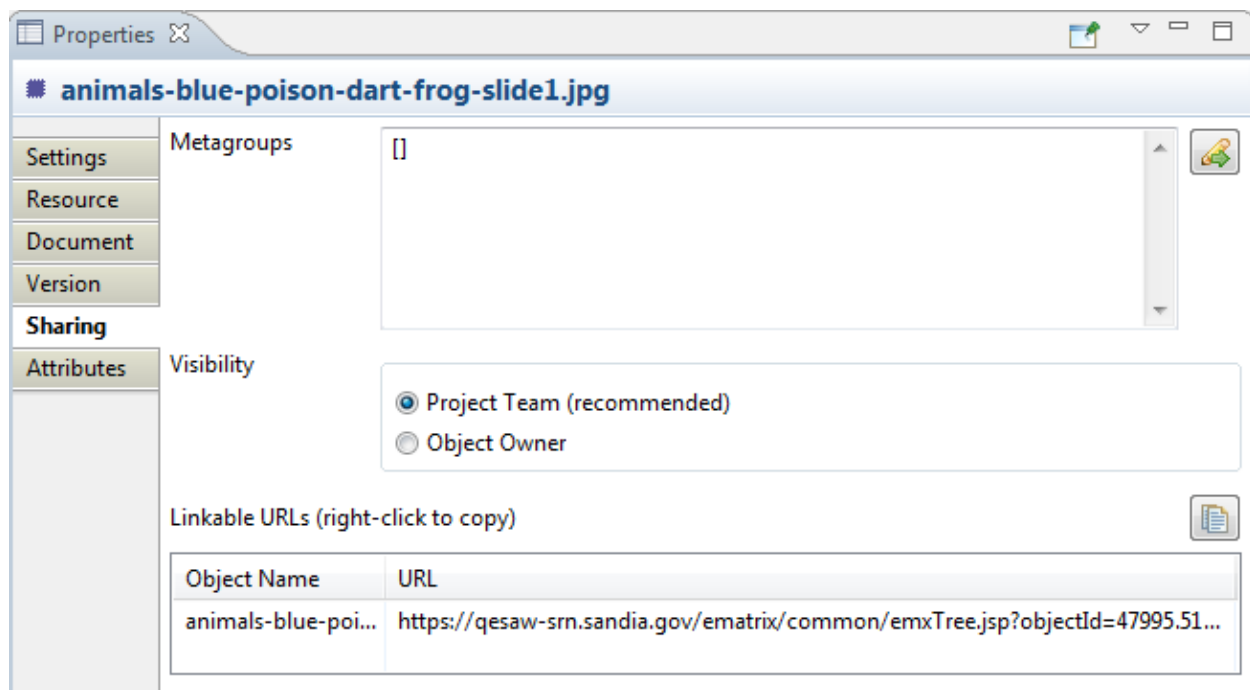 Properties
animals-blue-poison-dart-frog-slide1.jpg
Settings
Resource
Document
Version
Sharing
Attributes
Metagroups
[]
Visibility
Project Team (recommended)
Object Owner
Linkable URLs (right-click to copy)
Object Name URL
animals-blue-poi... https://qesaw-srn.sandia.gov/ematrix/common/emxTree.jsp?objectId=47995.51...